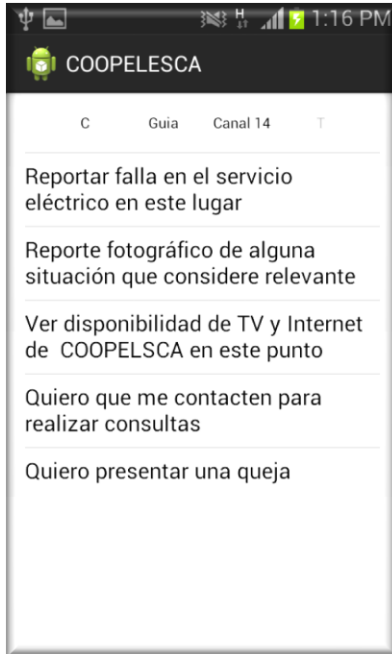 H 1:16 PM
COOPELESCA
C Guia Canal 14 T
Reportar falla en el servicio
eléctrico en este lugar
Reporte fotográfico de alguna
situación que considere relevante
Ver disponibilidad de TV y Internet
de COOPELSCA en este punto
Quiero que me contacten para
realizar consultas
Quiero presentar una queja